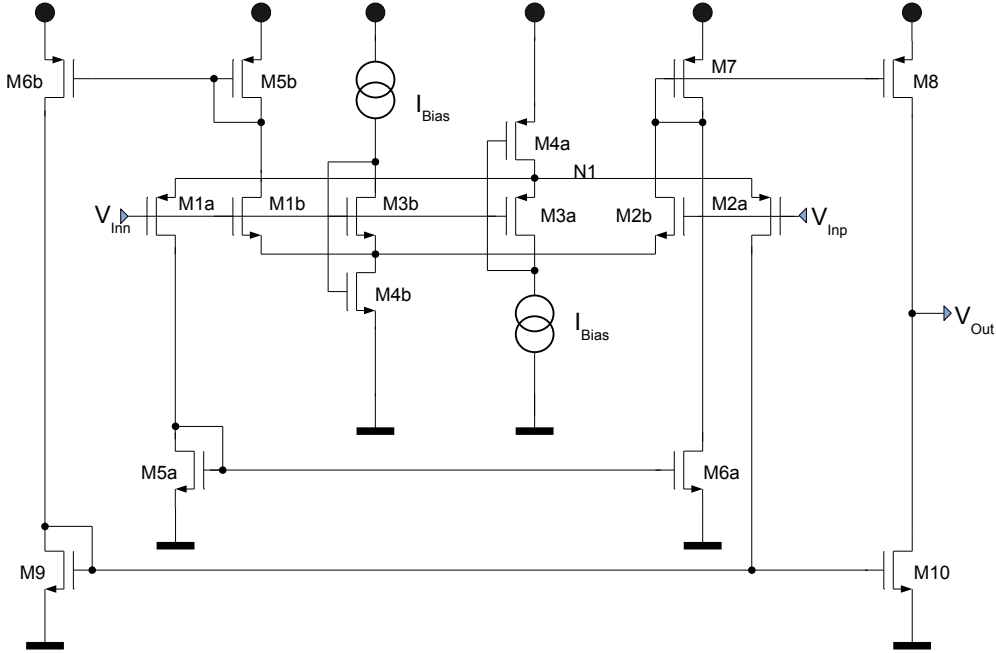 M6b
M5b
M7
M8
I_Bias
M4a
N1
V_Inn
M1a
M1b
M3b
M3a
M2b
M2a
V_Inp
M4b
I_Bias
V_Out
M5a
M6a
M9
M10